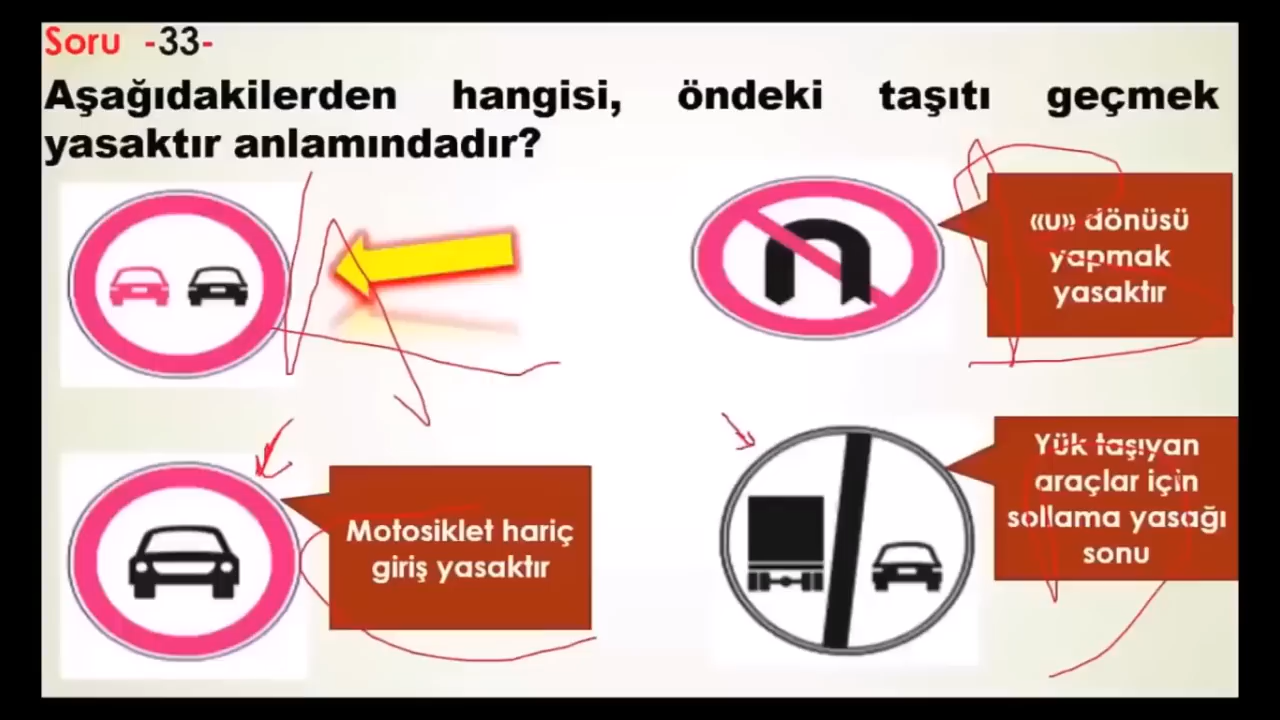 Soru -33-
Aşağıdakilerden hangisi, öndeki taşıtı geçmek
yasaktır anlamındadır?
«u» dönüsü
yapmak
yasaktır
Motosiklet hariç
giriş yasaktır
Yük taşıyan
araçlar için
sollama yasağı
sonu